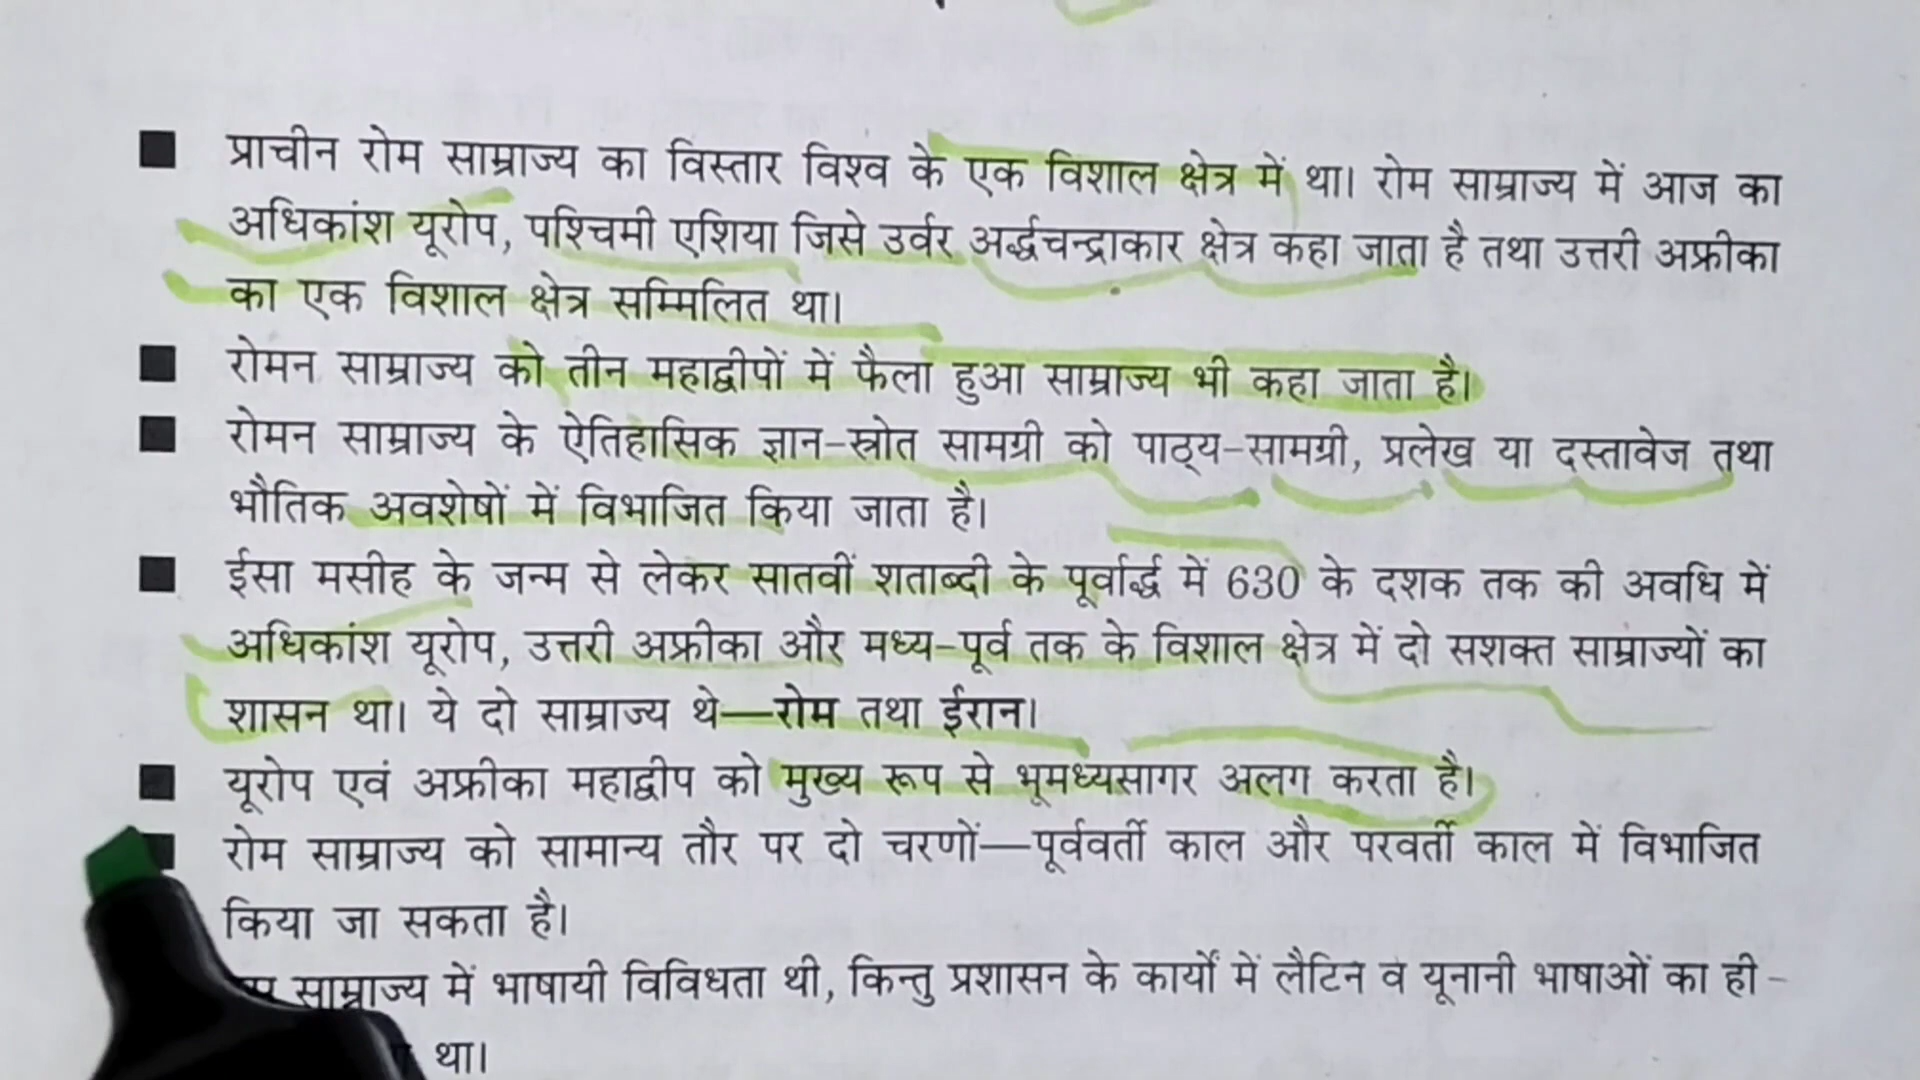 ■ प्राचीन रोम साम्राज्य का विस्तार विश्व के एक विशाल क्षेत्र में था। रोम साम्राज्य में आज का
अधिकांश यूरोप, पश्चिमी एशिया जिसे उर्वर अर्द्धचन्द्राकार क्षेत्र कहा जाता है तथा उत्तरी अफ्रीका
का एक विशाल क्षेत्र सम्मिलित था।
■ रोमन साम्राज्य को तीन महाद्वीपों में फैला हुआ साम्राज्य भी कहा जाता है।
■ रोमन साम्राज्य के ऐतिहासिक ज्ञान-स्रोत सामग्री को पाठ्य-सामग्री, प्रलेख या दस्तावेज तथा
भौतिक अवशेषों में विभाजित किया जाता है।
■ ईसा मसीह के जन्म से लेकर सातवीं शताब्दी के पूर्वार्द्ध में 630 के दशक तक की अवधि में
अधिकांश यूरोप, उत्तरी अफ्रीका और मध्य-पूर्व तक के विशाल क्षेत्र में दो सशक्त साम्राज्यों का
शासन था। ये दो साम्राज्य थे—रोम तथा ईरान।
■ यूरोप एवं अफ्रीका महाद्वीप को मुख्य रूप से भूमध्यसागर अलग करता है।
■ रोम साम्राज्य को सामान्य तौर पर दो चरणों—पूर्ववर्ती काल और परवर्ती काल में विभाजित
किया जा सकता है।
साम्राज्य में भाषायी विविधता थी, किन्तु प्रशासन के कार्यों में लैटिन व यूनानी भाषाओं का ही
था।